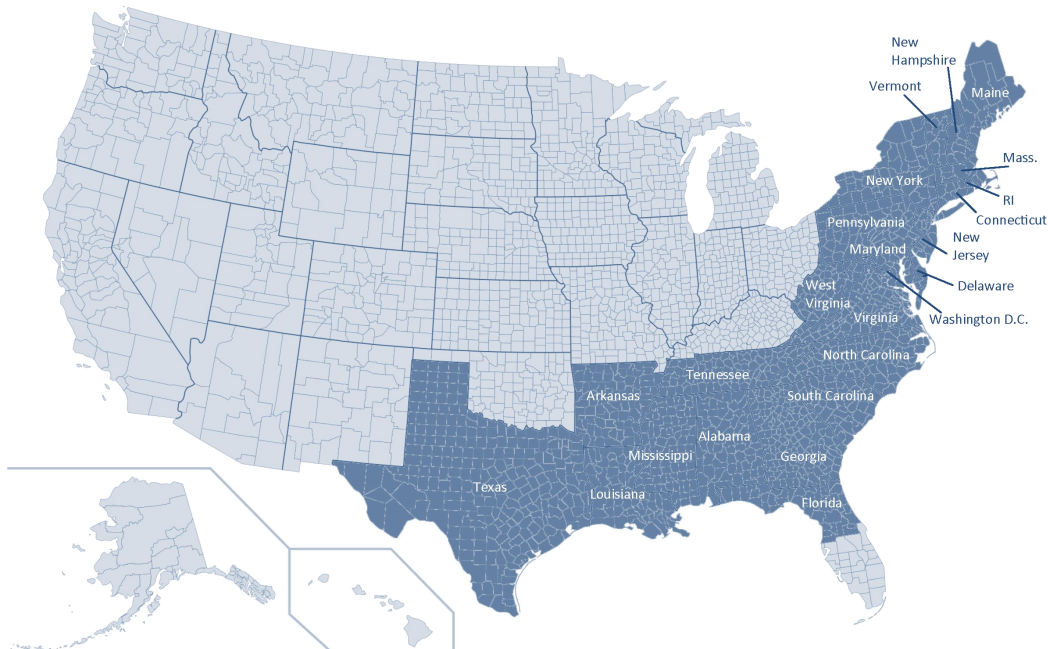 New
Hampshire
Vermont
Maine
Mass.
New York
RI
Connecticut
Pennsylvania
New
Jersey
Maryland
Delaware
West
Virginia
Virginia
Washington D.C.
North Carolina
Tennessee
Arkansas
South Carolina
Alabama
Mississippi
Georgia
Texas
Louisiana
Florida